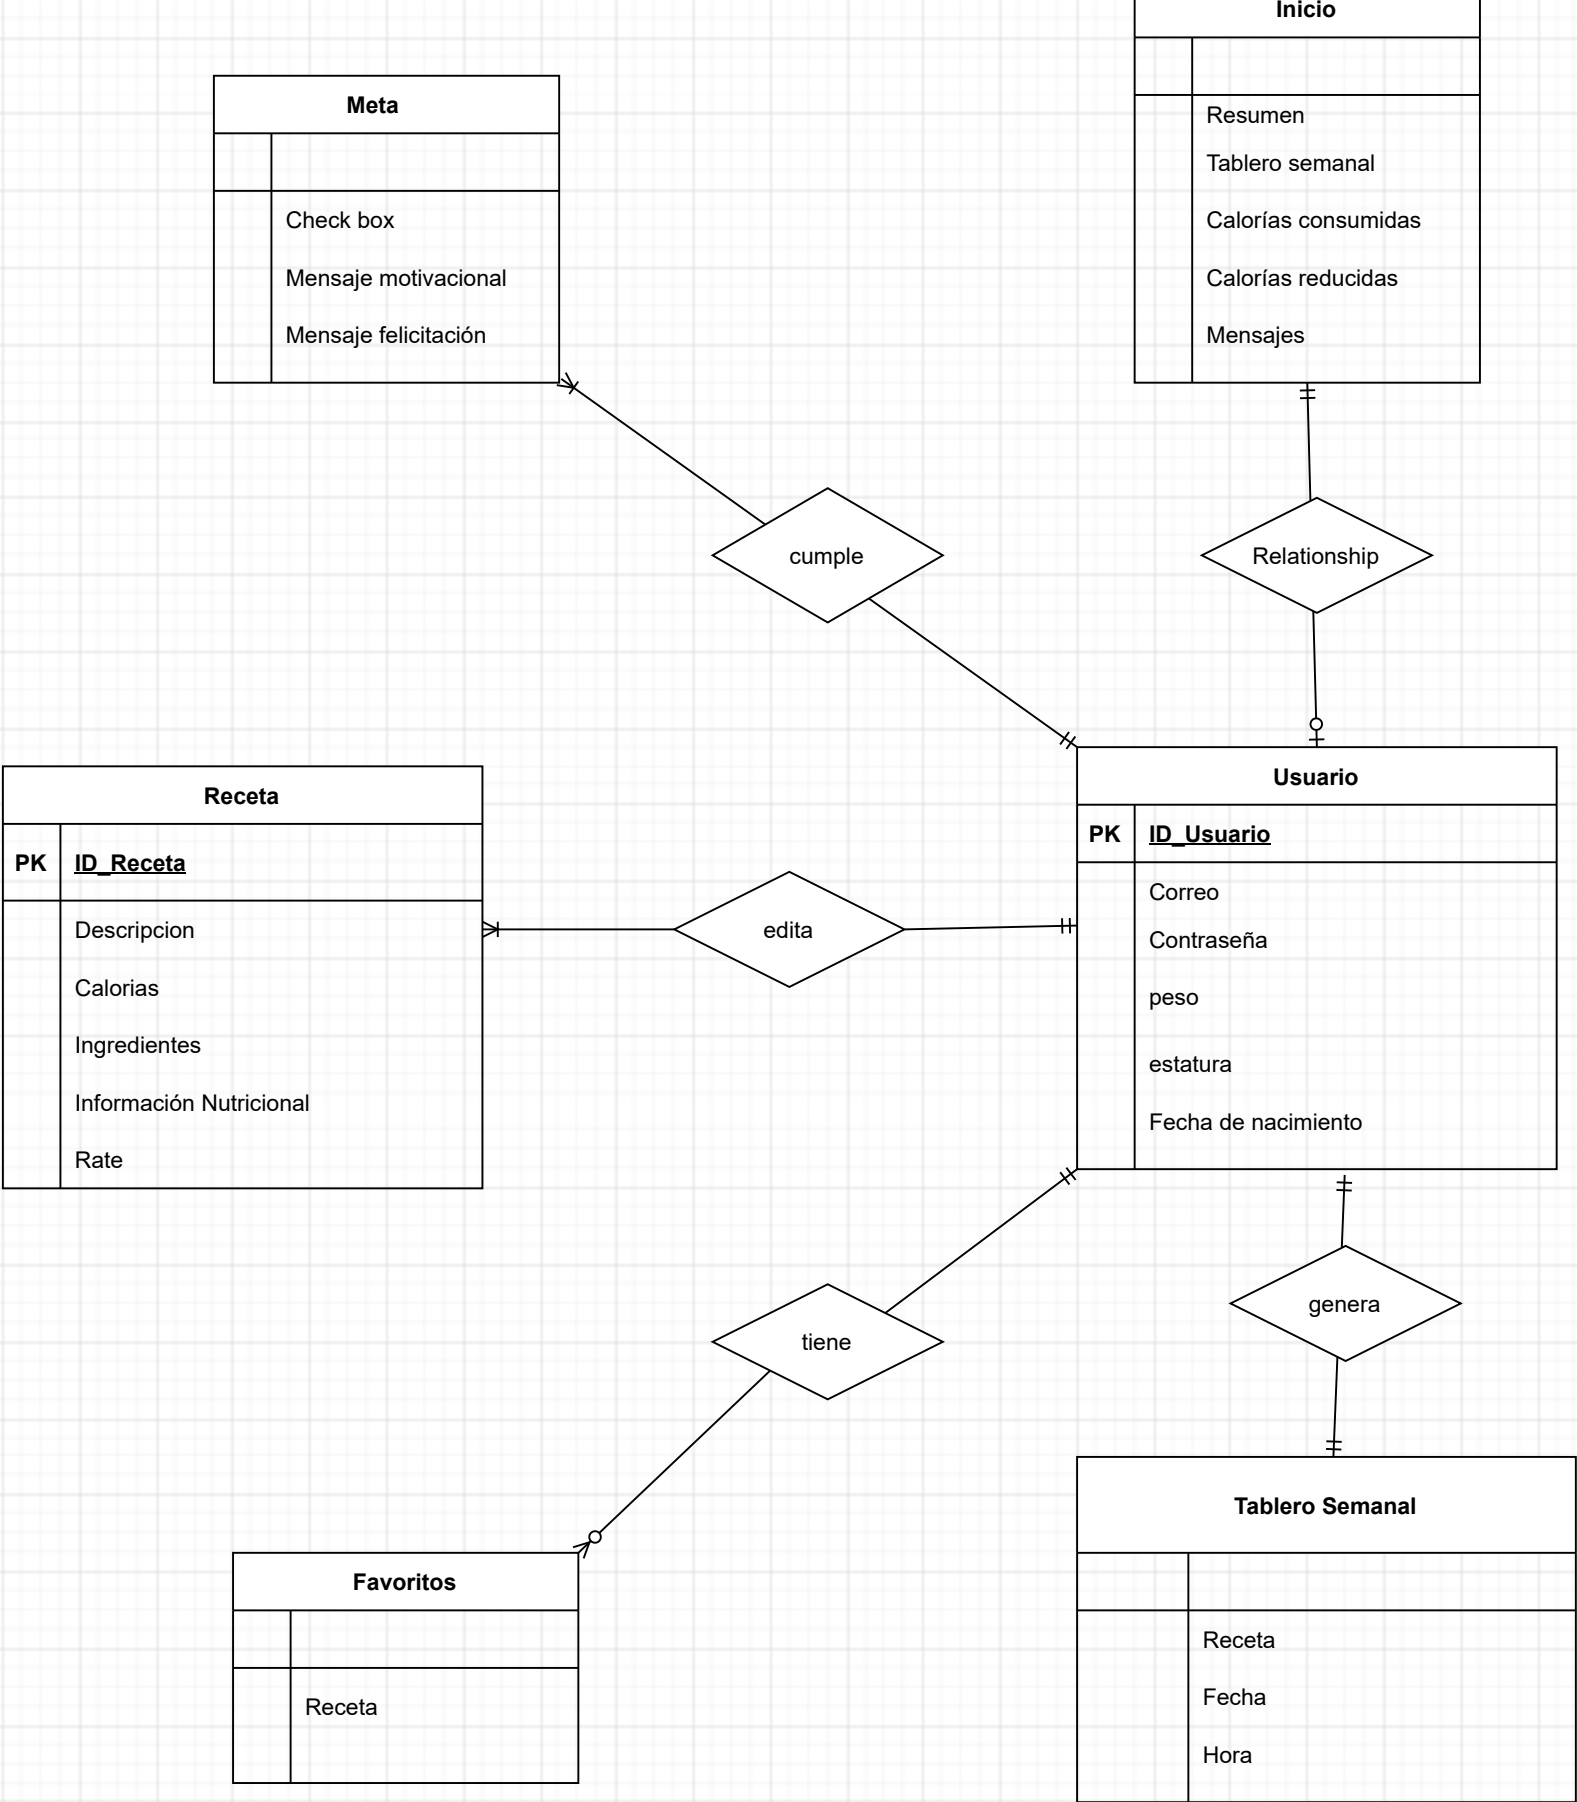 Inicio
Resumen
Tablero semanal
Calorías consumidas
Calorías reducidas
Mensajes
Meta
Check box
Mensaje motivacional
Mensaje felicitación
cumple
Relationship
Receta
PK ID_Receta
Descripcion
Calorias
Ingredientes
Información Nutricional
Rate
edita
Usuario
PK ID_Usuario
Correo
Contraseña
peso
estatura
Fecha de nacimiento
tiene
genera
Favoritos
Receta
Tablero Semanal
Receta
Fecha
Hora